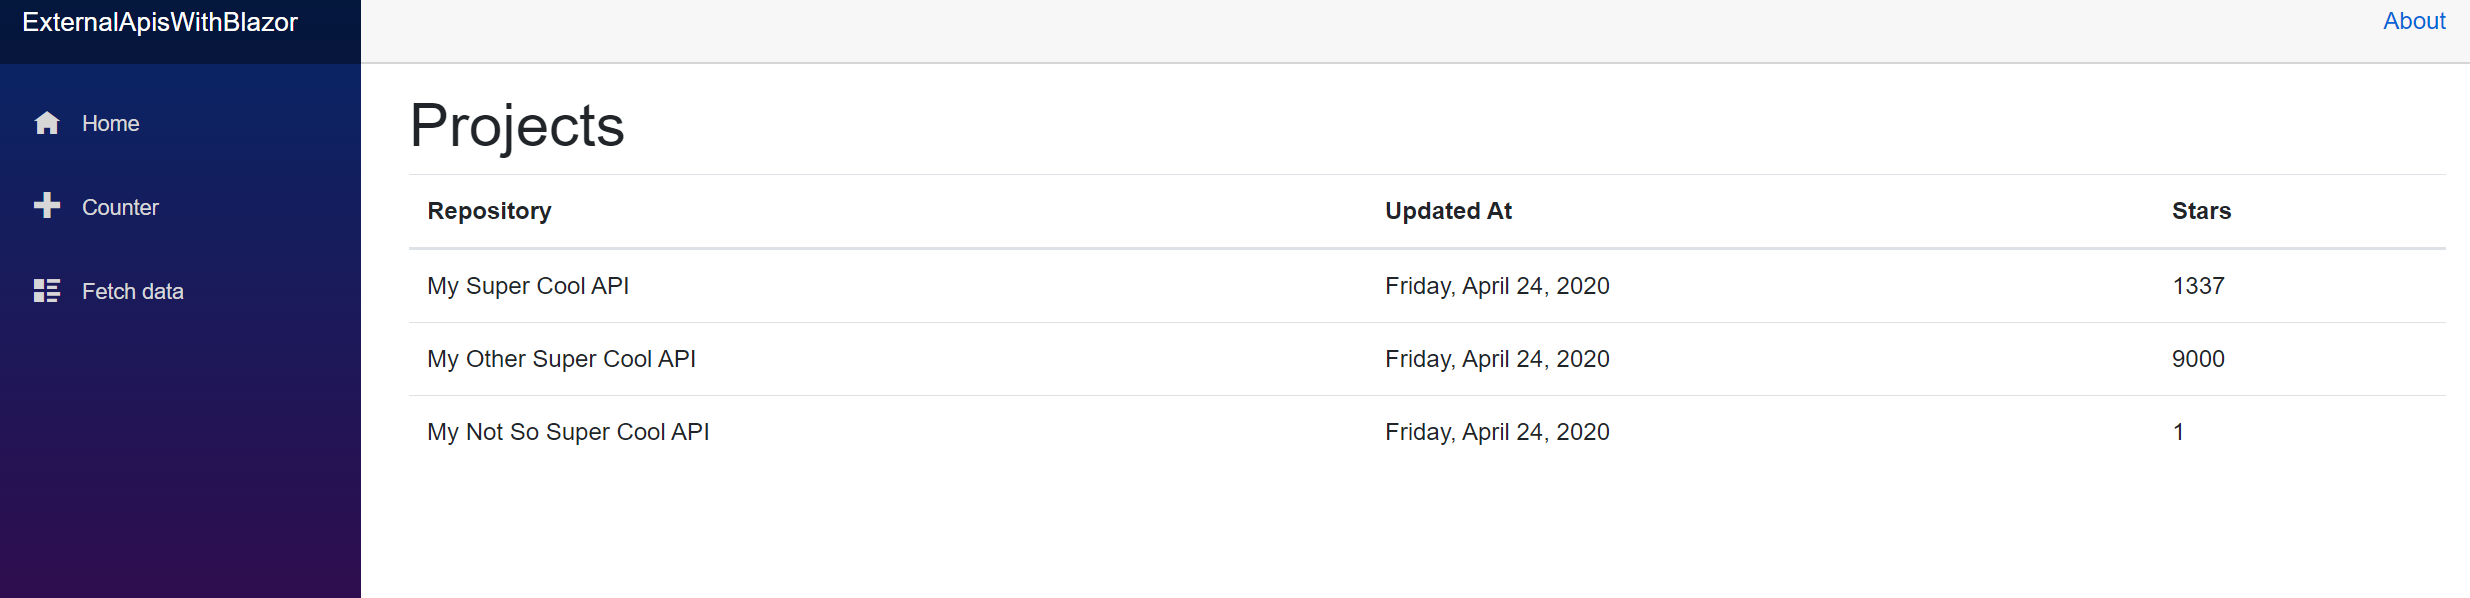 ExternalApisWithBlazor
About
Home
Counter
Fetch data
Projects
Repository Updated At Stars
My Super Cool API Friday, April 24, 2020 1337
My Other Super Cool API Friday, April 24, 2020 9000
My Not So Super Cool API Friday, April 24, 2020 1